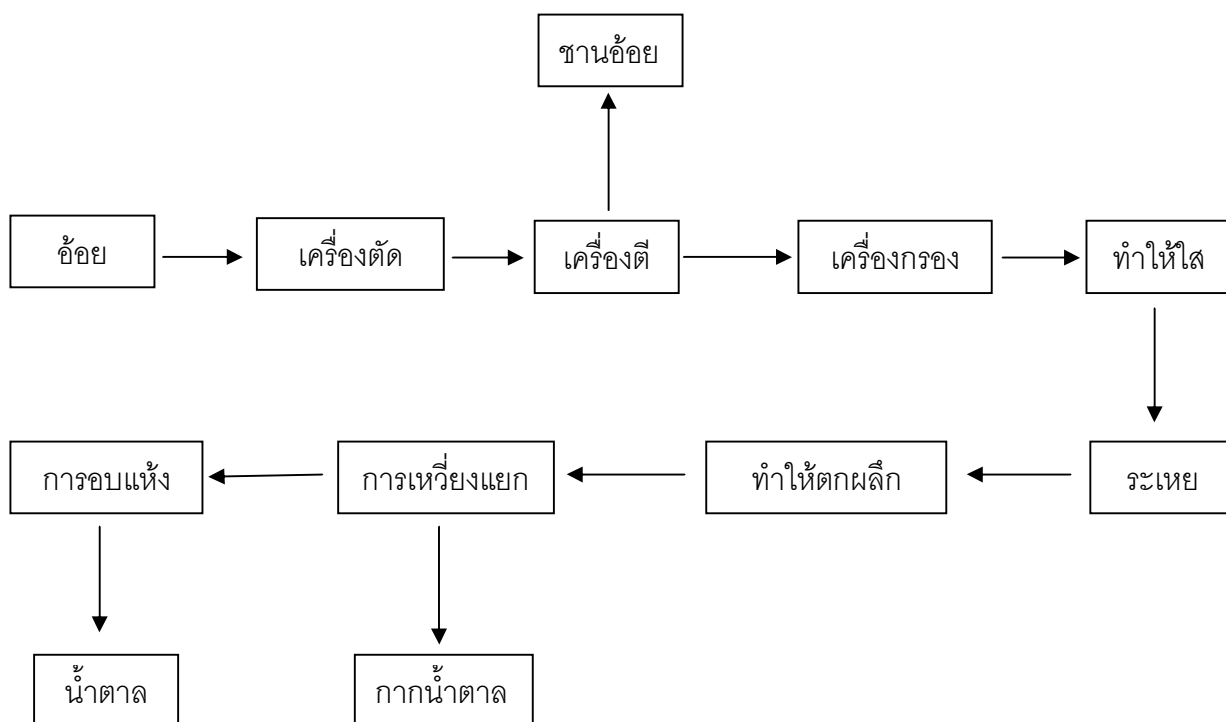 ชานอ้อย
อ้อย
เครื่องตัด
เครื่องตี
เครื่องกรอง
ทำให้ใส
การอบแห้ง
การเหวี่ยงแยก
ทำให้ตกผลึก
ระเหย
น้ำตาล
กากน้ำตาล